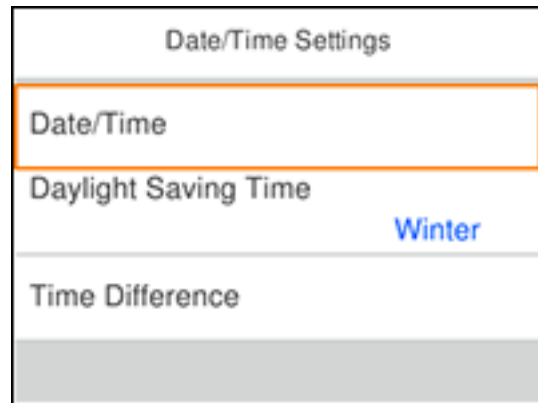 Date/Time Settings
Date/Time
Daylight Saving Time
Winter
Time Difference